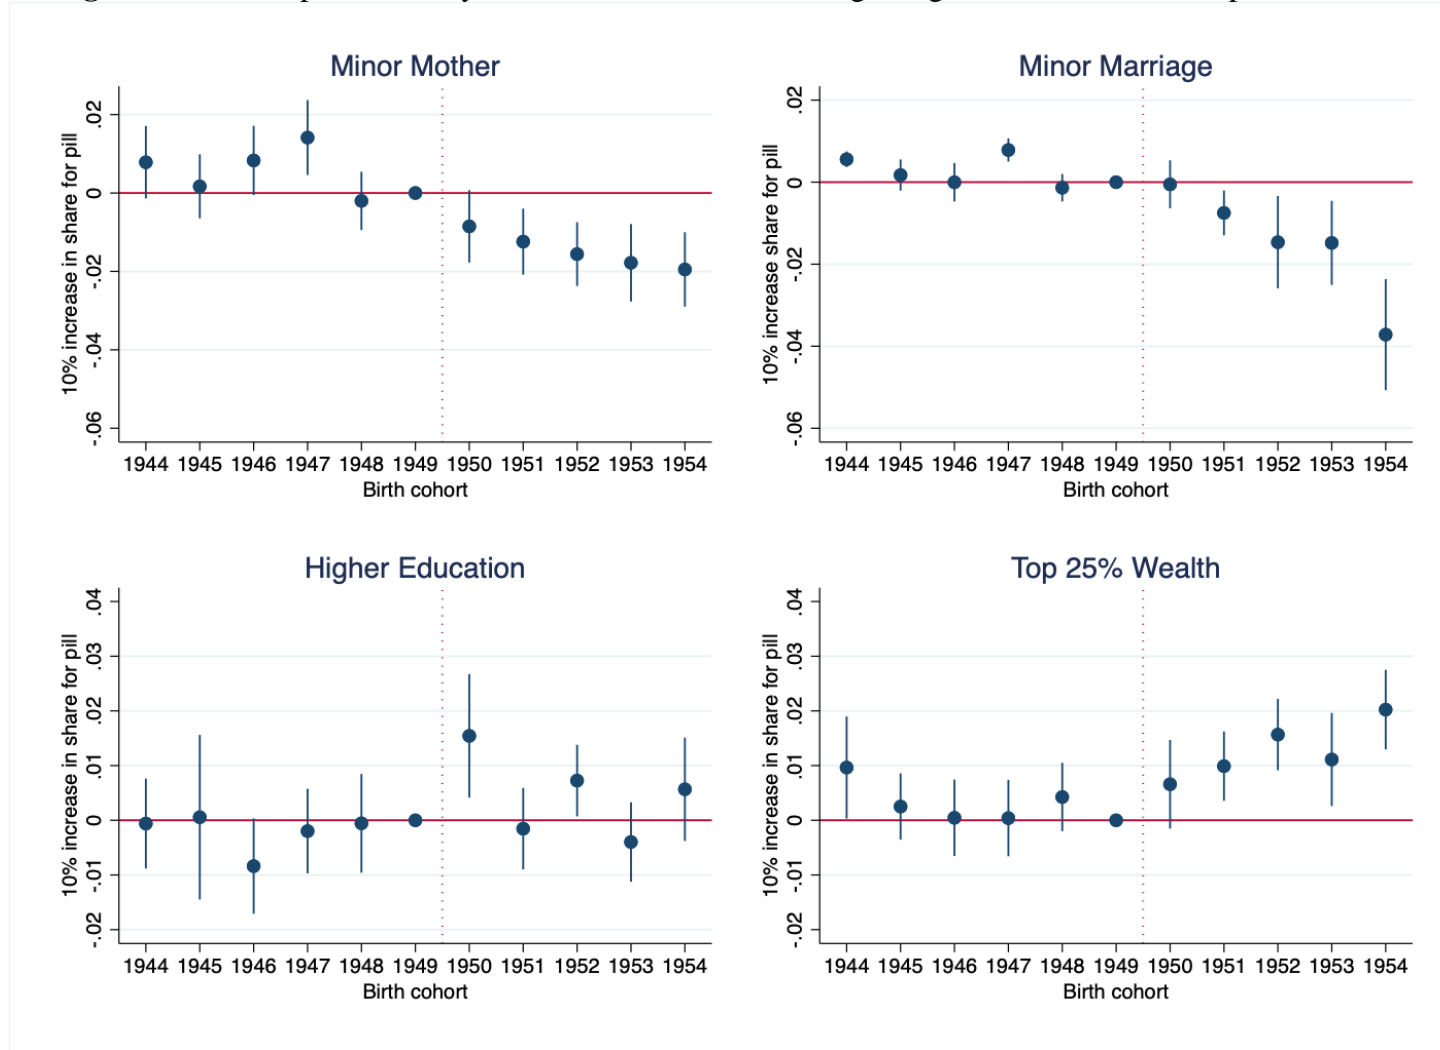 Minor Mother
10% increase in share for pill
.02
0
-.02
-.04
-.06
1944 1945 1946 1947 1948 1949 1950 1951 1952 1953 1954
Birth cohort
Minor Marriage
10% increase share for pill
.02
0
-.02
-.04
-.06
1944 1945 1946 1947 1948 1949 1950 1951 1952 1953 1954
Birth cohort
Higher Education
10% increase in share for pill
.04
.03
.02
.01
0
-.01
-.02
1944 1945 1946 1947 1948 1949 1950 1951 1952 1953 1954
Birth cohort
Top 25% Wealth
10% increase in share for pill
.04
.03
.02
.01
0
-.01
-.02
1944 1945 1946 1947 1948 1949 1950 1951 1952 1953 1954
Birth cohort